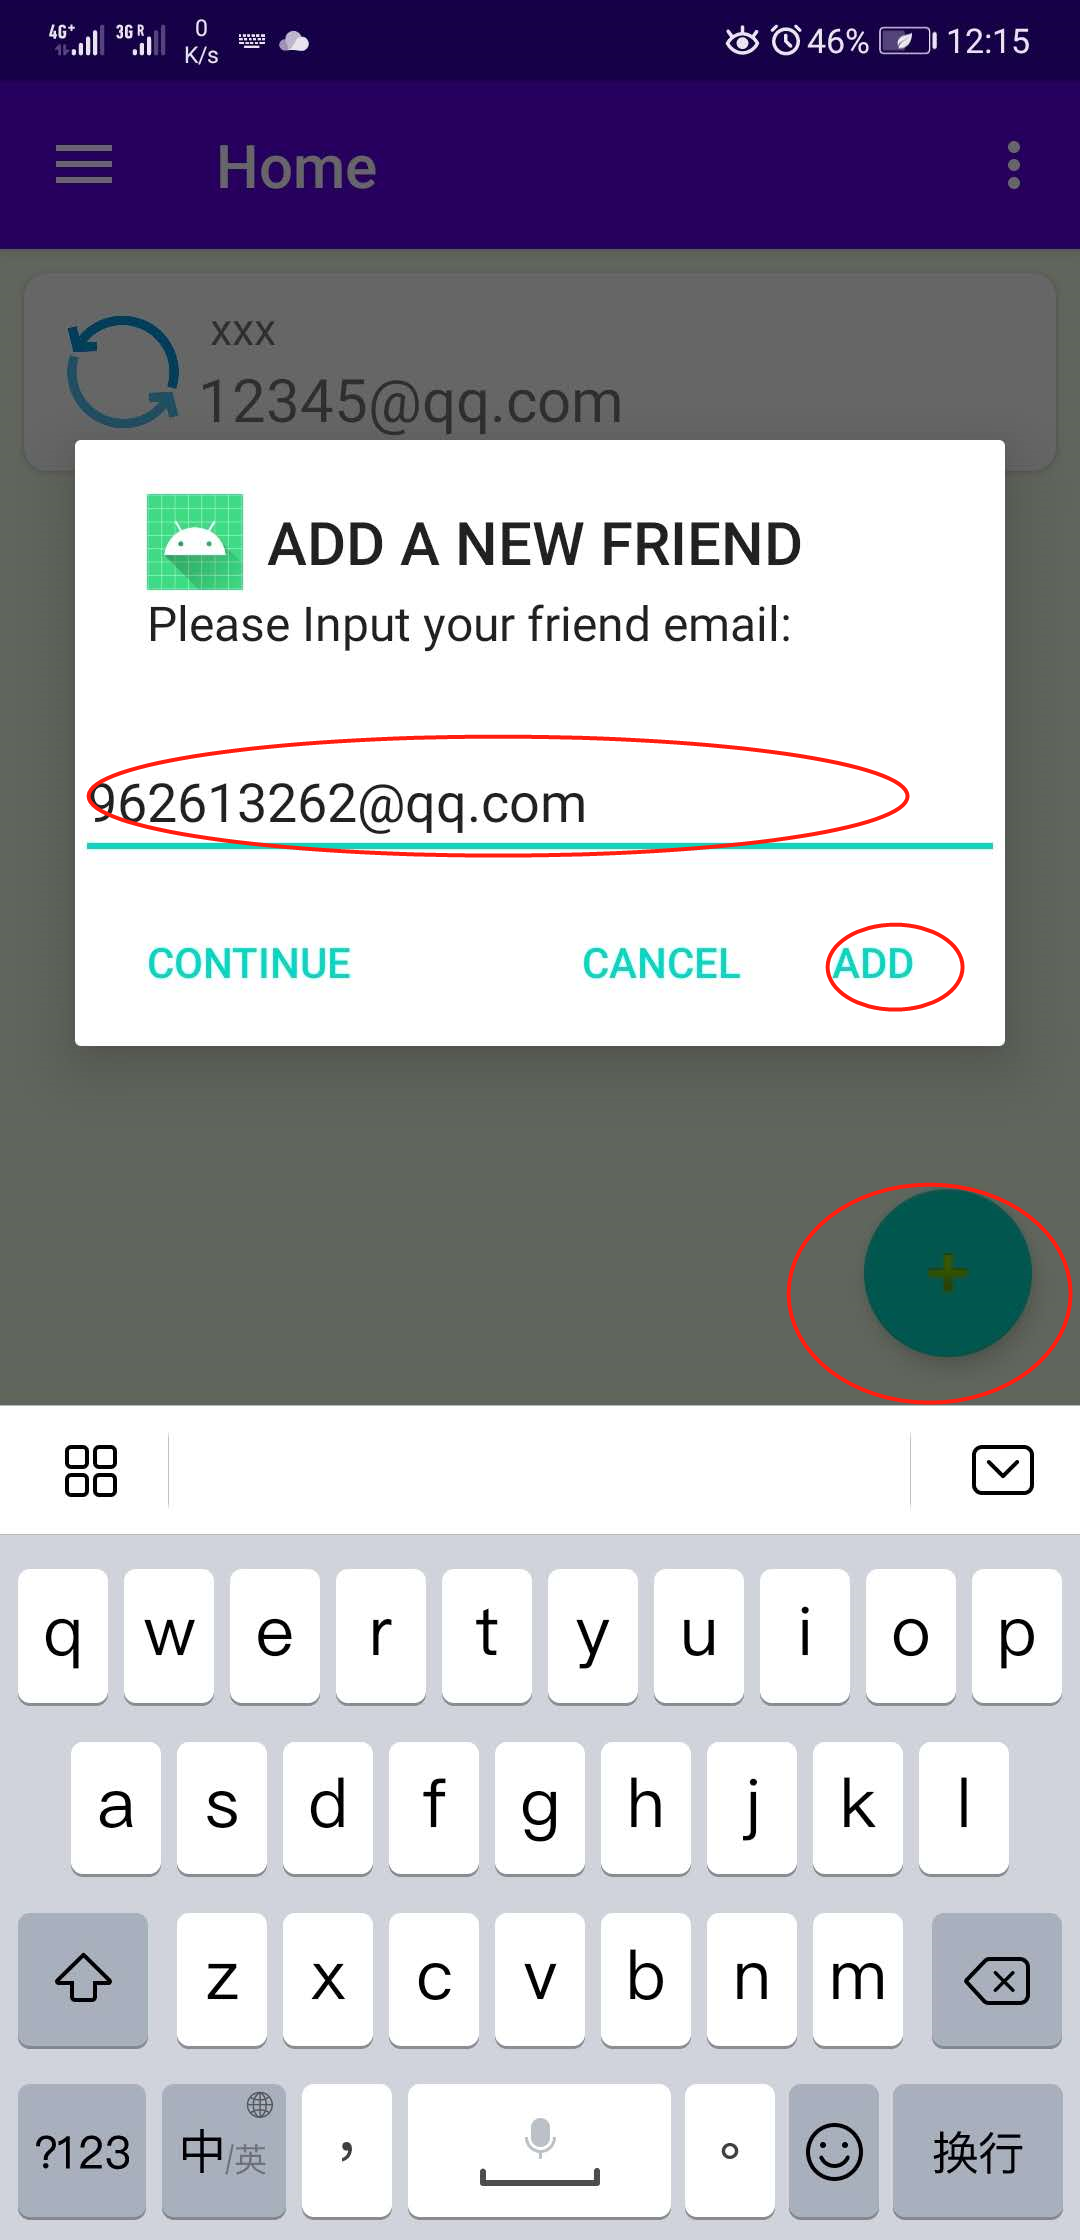 4G+ 3G R 0 K/s 46% 12:15
Home
xxx
12345@qq.com
ADD A NEW FRIEND
Please Input your friend email:
962613262@qq.com
CONTINUE CANCEL ADD
q w e r t y u i o p
a s d f g h j k l
z x c v b n m
?123 中/英 ， 。 换行